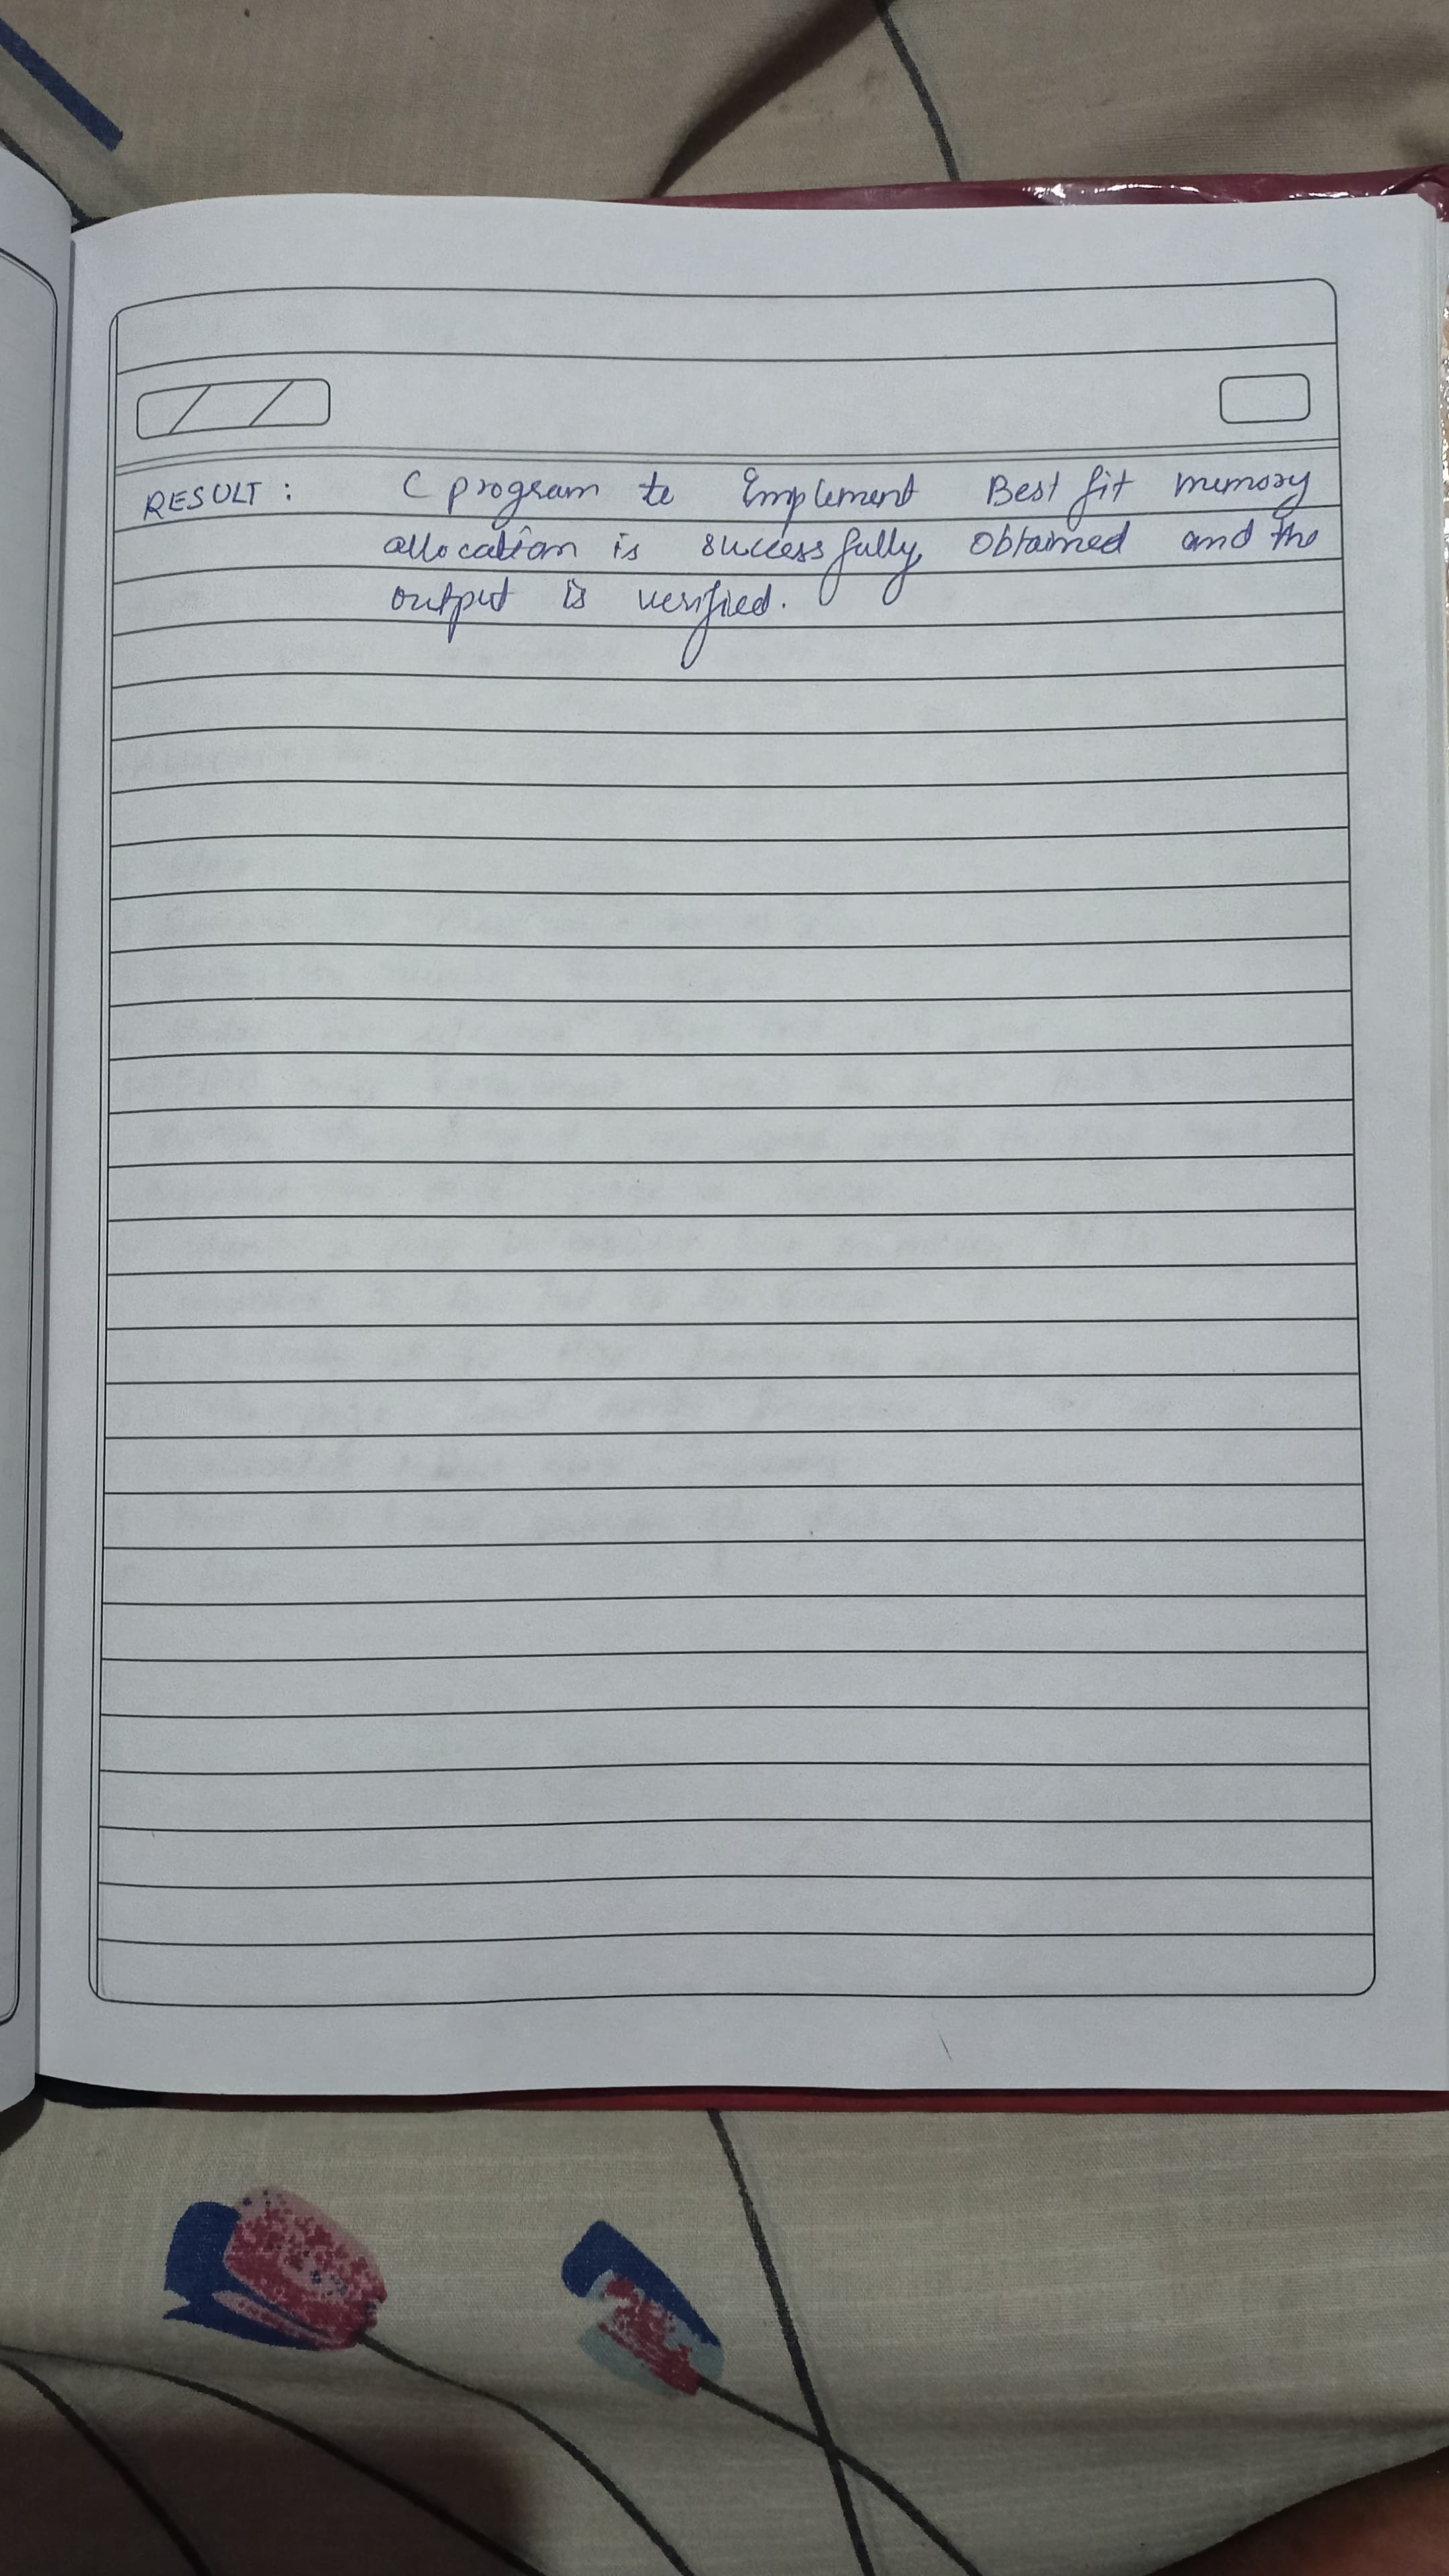 RESULT : C program to Implement Best fit memory
allocation is successfully obtained and the
output is verified.